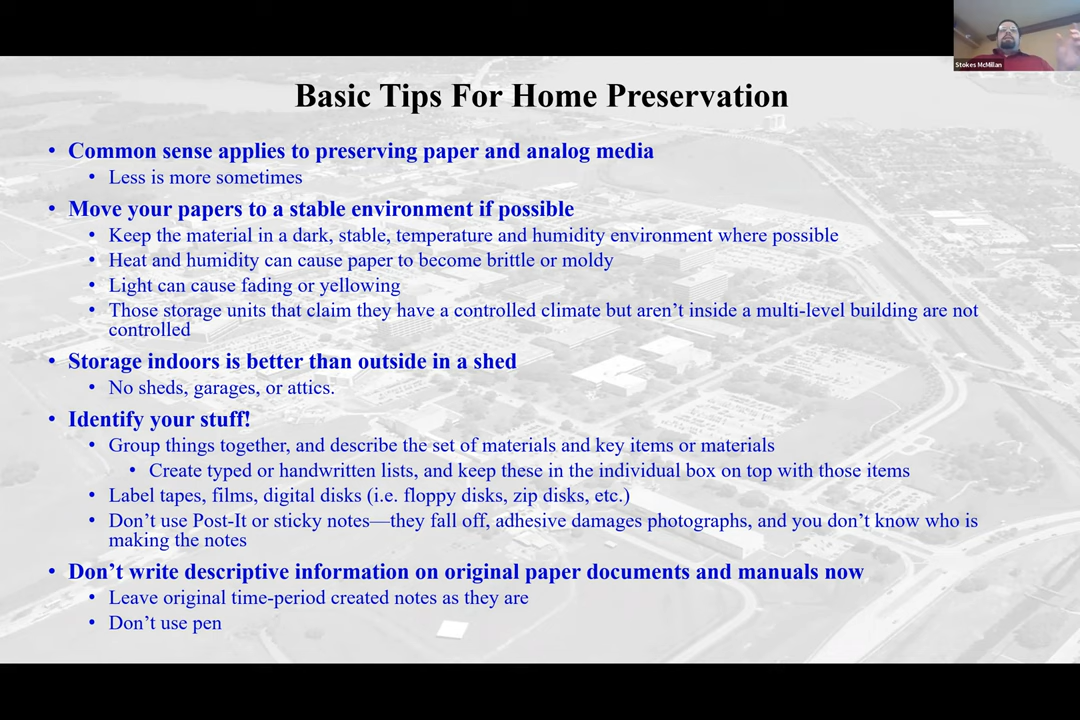 Stokes McMillan
Basic Tips For Home Preservation
• Common sense applies to preserving paper and analog media
• Less is more sometimes
• Move your papers to a stable environment if possible
• Keep the material in a dark, stable, temperature and humidity environment where possible
• Heat and humidity can cause paper to become brittle or moldy
• Light can cause fading or yellowing
• Those storage units that claim they have a controlled climate but aren’t inside a multi-level building are not
controlled
• Storage indoors is better than outside in a shed
• No sheds, garages, or attics.
• Identify your stuff!
• Group things together, and describe the set of materials and key items or materials
• Create typed or handwritten lists, and keep these in the individual box on top with those items
• Label tapes, films, digital disks (i.e. floppy disks, zip disks, etc.)
• Don’t use Post-It or sticky notes—they fall off, adhesive damages photographs, and you don’t know who is
making the notes
• Don’t write descriptive information on original paper documents and manuals now
• Leave original time-period created notes as they are
• Don’t use pen